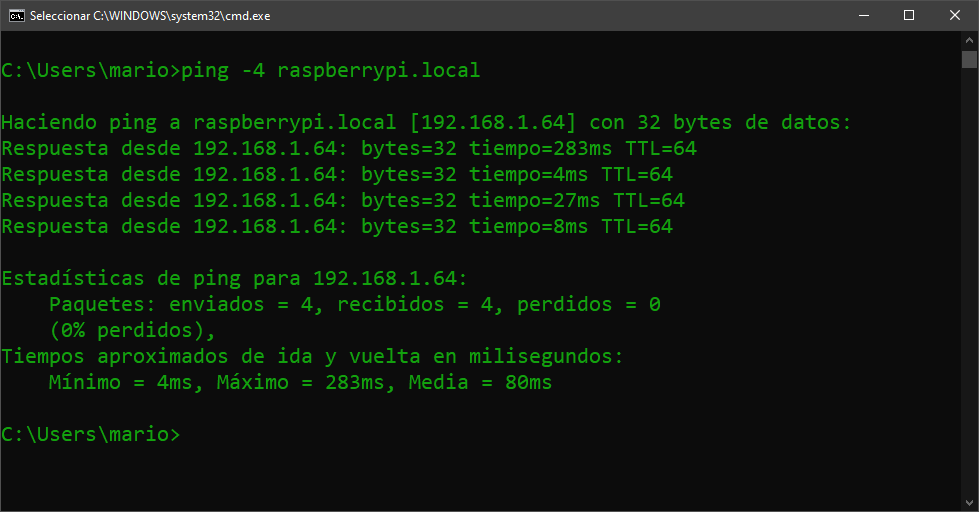 Seleccionar C:\WINDOWS\system32\cmd.exe
C:\Users\mario>ping -4 raspberrypi.local
Haciendo ping a raspberrypi.local [192.168.1.64] con 32 bytes de datos:
Respuesta desde 192.168.1.64: bytes=32 tiempo=283ms TTL=64
Respuesta desde 192.168.1.64: bytes=32 tiempo=4ms TTL=64
Respuesta desde 192.168.1.64: bytes=32 tiempo=27ms TTL=64
Respuesta desde 192.168.1.64: bytes=32 tiempo=8ms TTL=64
Estadísticas de ping para 192.168.1.64:
    Paquetes: enviados = 4, recibidos = 4, perdidos = 0
    (0% perdidos),
Tiempos aproximados de ida y vuelta en milisegundos:
    Mínimo = 4ms, Máximo = 283ms, Media = 80ms
C:\Users\mario>